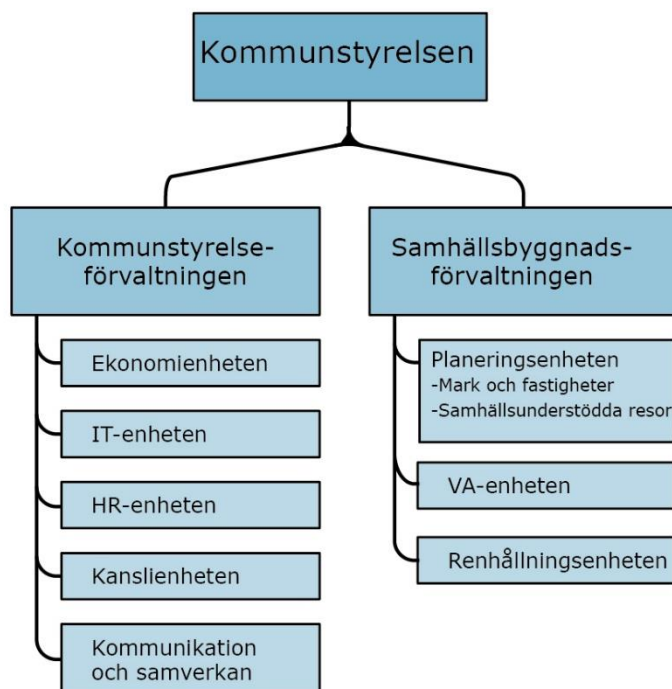 Kommunstyrelsen
Kommunstyrelse-
förvaltningen
Ekonomienheten
IT-enheten
HR-enheten
Kanslienheten
Kommunikation
och samverkan
Samhällsbyggnads-
förvaltningen
Planeringsenheten
-Mark och fastigheter
-Samhällsunderstödda resor
VA-enheten
Renhållningsenheten